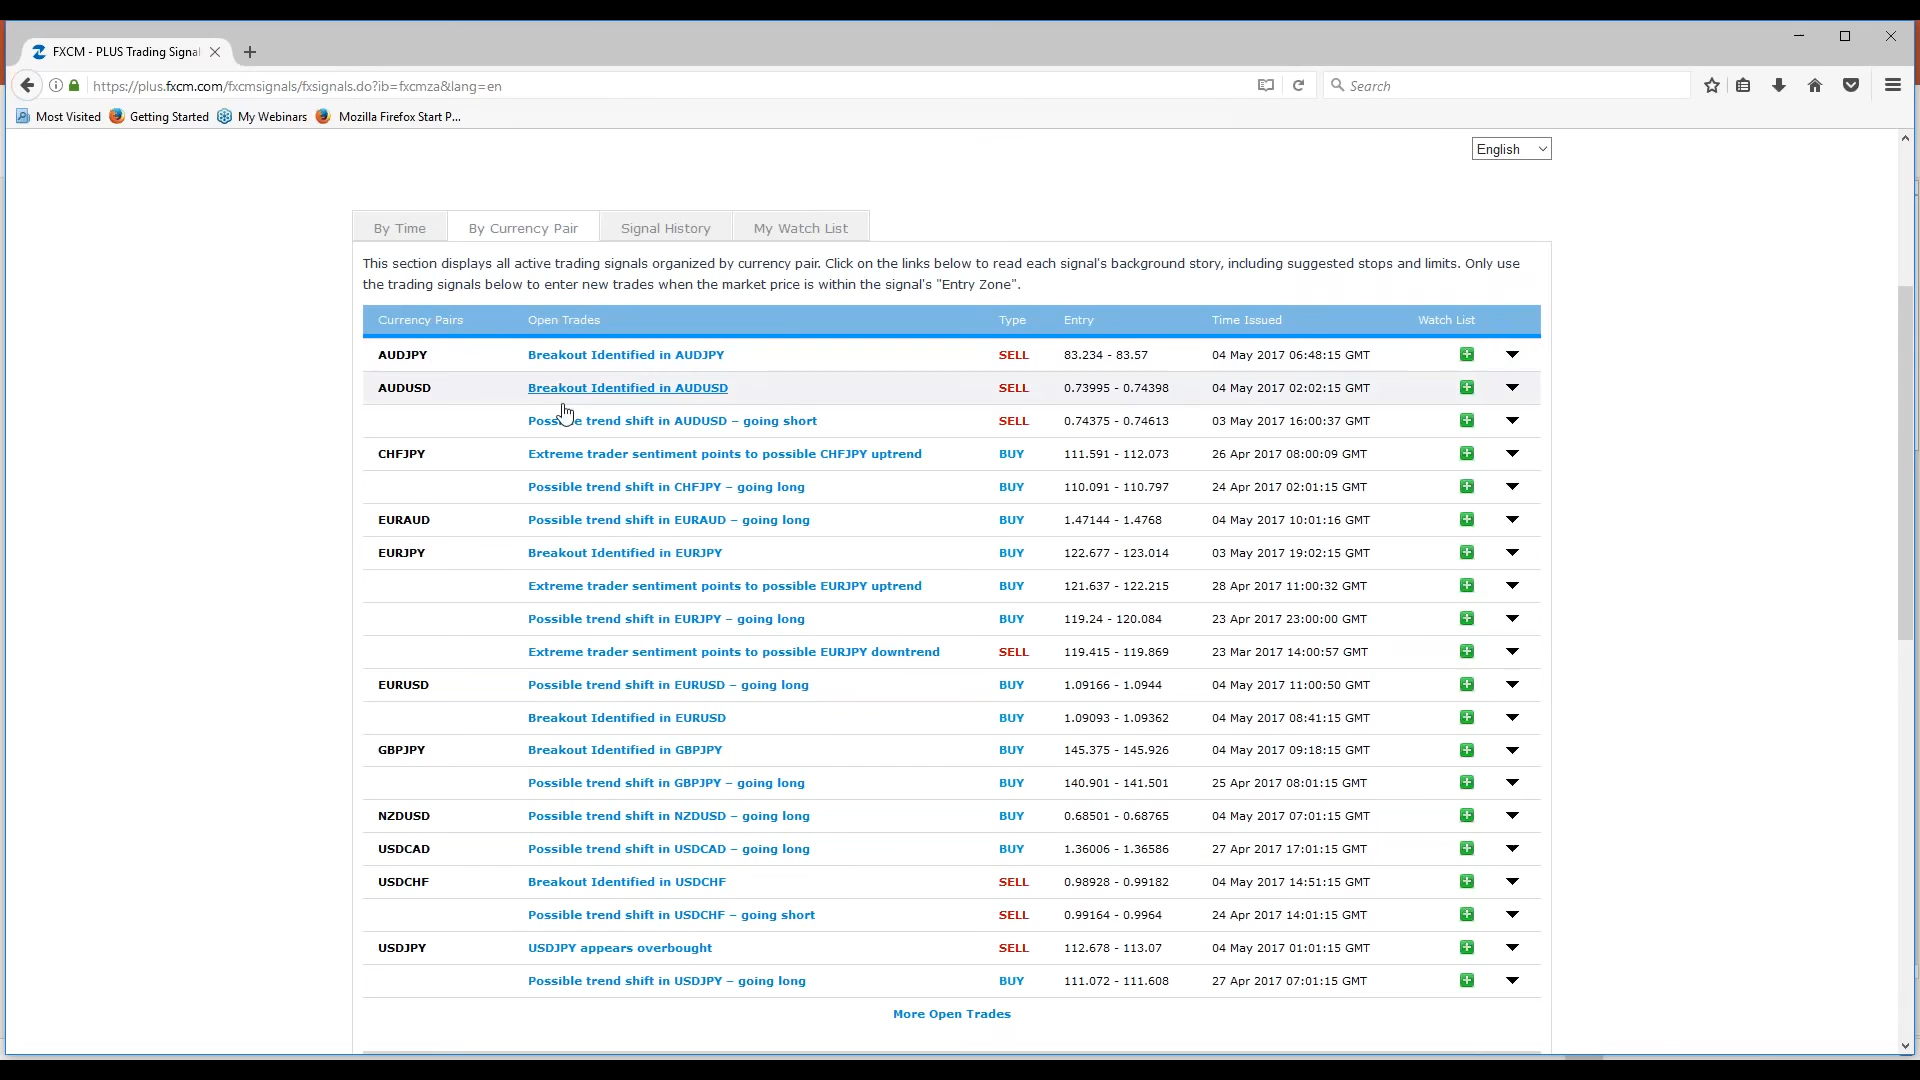 FXCM - PLUS Trading Signal
https://plus.fxcm.com/fxcmsignals/fxsignals.do?ib=fxcmza&lang=en
Search
Most Visited Getting Started My Webinars Mozilla Firefox Start P...
English
By Time By Currency Pair Signal History My Watch List
This section displays all active trading signals organized by currency pair. Click on the links below to read each signal's background story, including suggested stops and limits. Only use
the trading signals below to enter new trades when the market price is within the signal's "Entry Zone".
Currency Pairs Open Trades Type Entry Time Issued Watch List
AUDJPY Breakout Identified in AUDJPY SELL 83.234 - 83.57 04 May 2017 06:48:15 GMT
AUDUSD Breakout Identified in AUDUSD SELL 0.73995 - 0.74398 04 May 2017 02:02:15 GMT
Possible trend shift in AUDUSD – going short SELL 0.74375 - 0.74613 03 May 2017 16:00:37 GMT
CHFJPY Extreme trader sentiment points to possible CHFJPY uptrend BUY 111.591 - 112.073 26 Apr 2017 08:00:09 GMT
Possible trend shift in CHFJPY – going long BUY 110.091 - 110.797 24 Apr 2017 02:01:15 GMT
EURAUD Possible trend shift in EURAUD – going long BUY 1.47144 - 1.4768 04 May 2017 10:01:16 GMT
EURJPY Breakout Identified in EURJPY BUY 122.677 - 123.014 03 May 2017 19:02:15 GMT
Extreme trader sentiment points to possible EURJPY uptrend BUY 121.637 - 122.215 28 Apr 2017 11:00:32 GMT
Possible trend shift in EURJPY – going long BUY 119.24 - 120.084 23 Apr 2017 23:00:00 GMT
Extreme trader sentiment points to possible EURJPY downtrend SELL 119.415 - 119.869 23 Mar 2017 14:00:57 GMT
EURUSD Possible trend shift in EURUSD – going long BUY 1.09166 - 1.0944 04 May 2017 11:00:50 GMT
Breakout Identified in EURUSD BUY 1.09093 - 1.09362 04 May 2017 08:41:15 GMT
GBPJPY Breakout Identified in GBPJPY BUY 145.375 - 145.926 04 May 2017 09:18:15 GMT
Possible trend shift in GBPJPY – going long BUY 140.901 - 141.501 25 Apr 2017 08:01:15 GMT
NZDUSD Possible trend shift in NZDUSD – going long BUY 0.68501 - 0.68765 04 May 2017 07:01:15 GMT
USDCAD Possible trend shift in USDCAD – going long BUY 1.36006 - 1.36586 27 Apr 2017 17:01:15 GMT
USDCHF Breakout Identified in USDCHF SELL 0.98928 - 0.99182 04 May 2017 14:51:15 GMT
Possible trend shift in USDCHF – going short SELL 0.99164 - 0.9964 24 Apr 2017 14:01:15 GMT
USDJPY USDJPY appears overbought SELL 112.678 - 113.07 04 May 2017 01:01:15 GMT
Possible trend shift in USDJPY – going long BUY 111.072 - 111.608 27 Apr 2017 07:01:15 GMT
More Open Trades